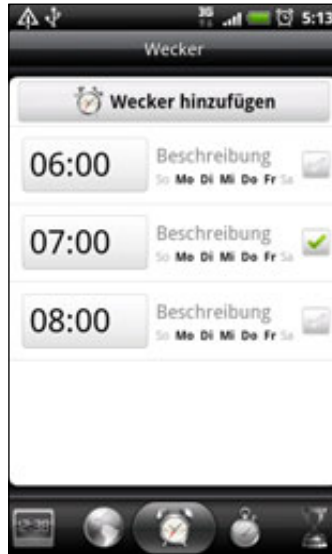 3G 5:13
Wecker
Wecker hinzufügen
06:00 Beschreibung
So Mo Di Mi Do Fr Sa
07:00 Beschreibung
So Mo Di Mi Do Fr Sa
08:00 Beschreibung
So Mo Di Mi Do Fr Sa